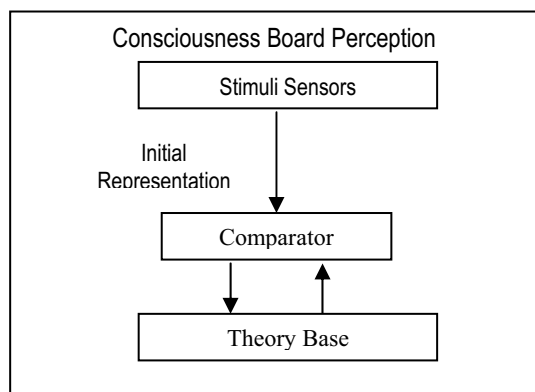 Consciousness Board Perception
Stimuli Sensors
Initial
Representation
Comparator
Theory Base